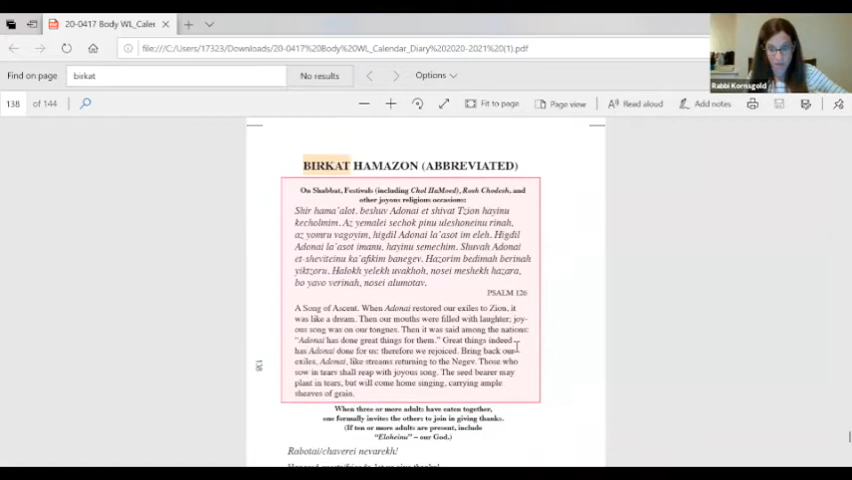 20-0417 Body WL_Calen
file:///C:/Users/17323/Downloads/20-0417%20Body%20WL_Calendar_Diary%202020-2021%20(1).pdf
Rabbi Kornsgold
Find on page
birkat
No results
Options
138
of 144
Fit to page
Page view
Read aloud
Add notes
BIRKAT HAMAZON (ABBREVIATED)
On Shabbat, Festivals (including Chol HaMoed), Rosh Chodesh, and
other joyous religious occasions:
Shir hama'alot. beshuv Adonai et shivat Tzion hayinu
kecholmim. Az yemalei sechok pinu uleshoneinu rinah,
az yomru vagoyim, higdil Adonai la'asot im eleh. Higdil
Adonai la'asot imanu, hayinu semechim. Shuvah Adonai
et-sheviteinu ka'afikim banegev. Hazorim bedimah berinah
yiktzoru. Halokh yelekh uvakhoh, nosei meshekh hazara,
bo yavo verinah, nosei alumotav.
PSALM 126
A Song of Ascent. When Adonai restored our exiles to Zion, it
was like a dream. Then our mouths were filled with laughter; joy-
ous song was on our tongues. Then it was said among the nations:
"Adonai has done great things for them." Great things indeed
has Adonai done for us; therefore we rejoiced. Bring back our
exiles, Adonai, like streams returning to the Negev. Those who
sow in tears shall reap with joyous song. The seed bearer may
plant in tears, but will come home singing, carrying ample
sheaves of grain.
138
When three or more adults have eaten together,
one formally invites the others to join in giving thanks.
(If ten or more adults are present, include
"Eloheinu" – our God.)
Rabotai/chaverei nevarekh!